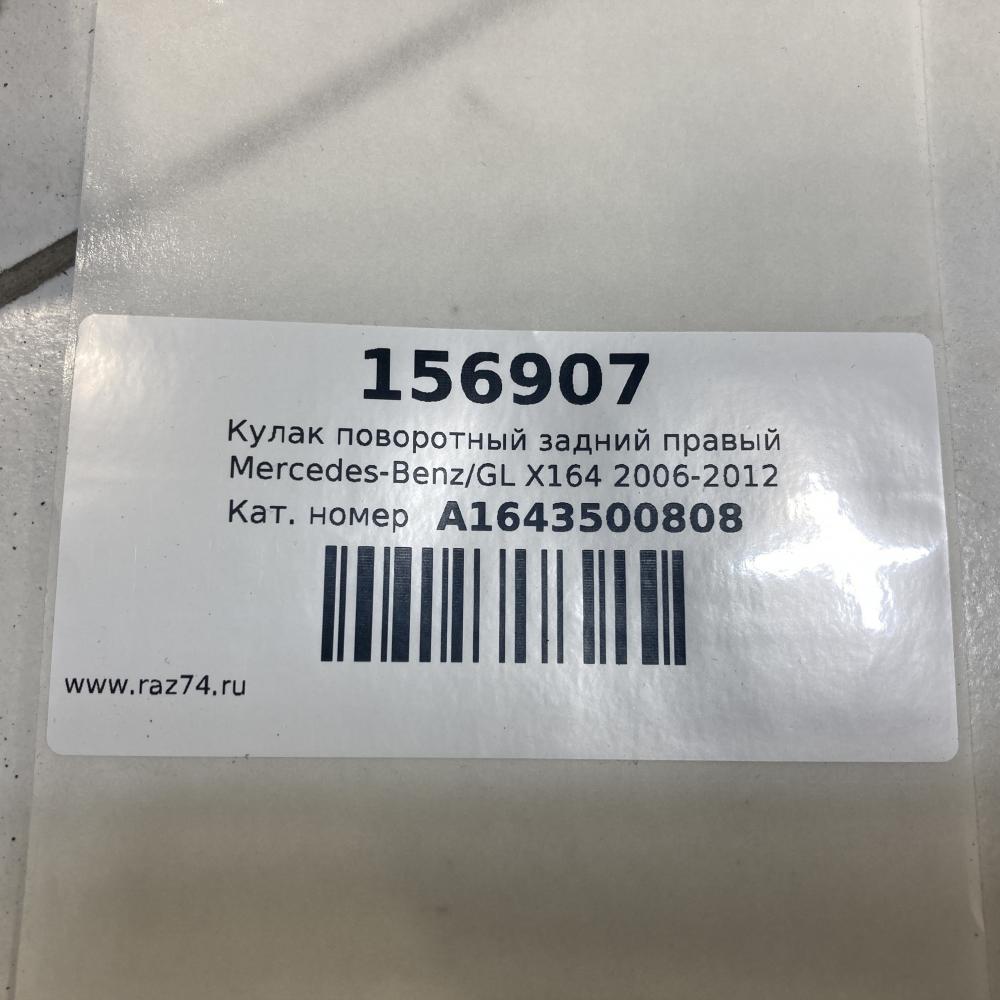 156907
Кулак поворотный задний правый
Mercedes-Benz/GL X164 2006-2012
Кат. номер A1643500808
www.raz74.ru